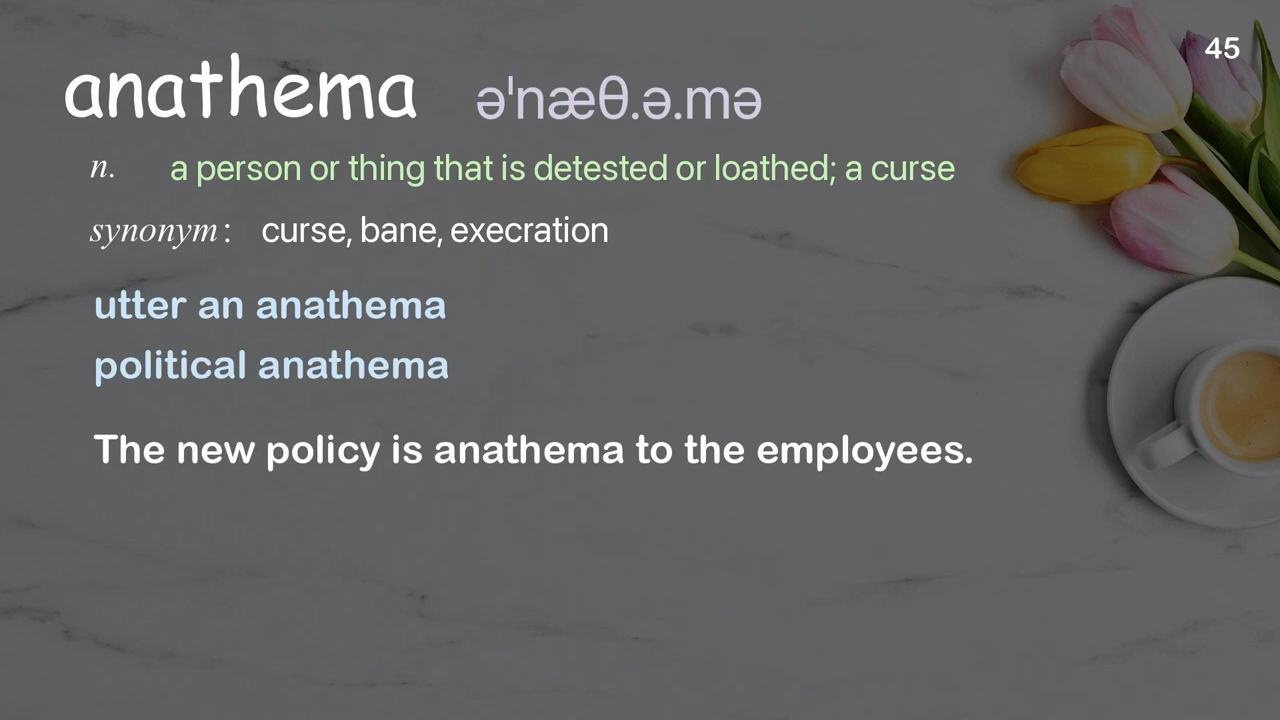 45
anathema əˈnæθ.ə.mə
n. a person or thing that is detested or loathed; a curse
synonym: curse, bane, execration
utter an anathema
political anathema
The new policy is anathema to the employees.